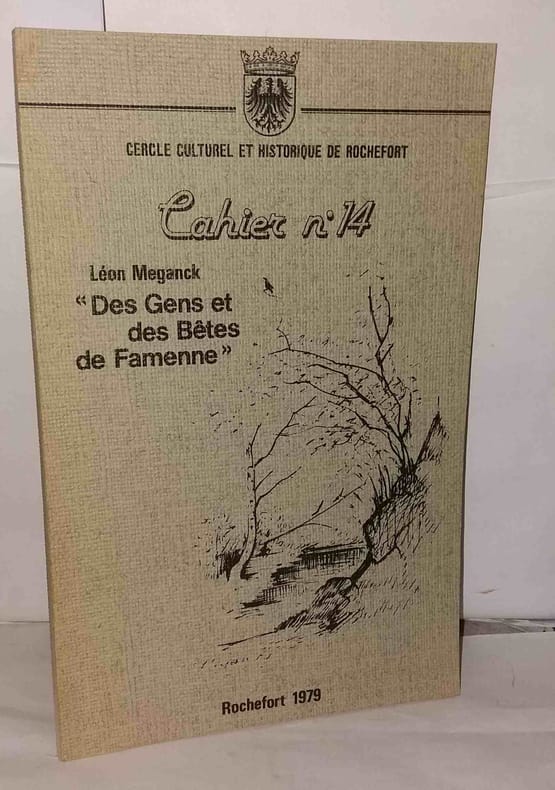 CERCLE CULTUREL ET HISTORIQUE DE ROCHEFORT
Cahier n° 14
Léon Meganck
“Des Gens et
des Bêtes
de Famenne”
Rochefort 1979